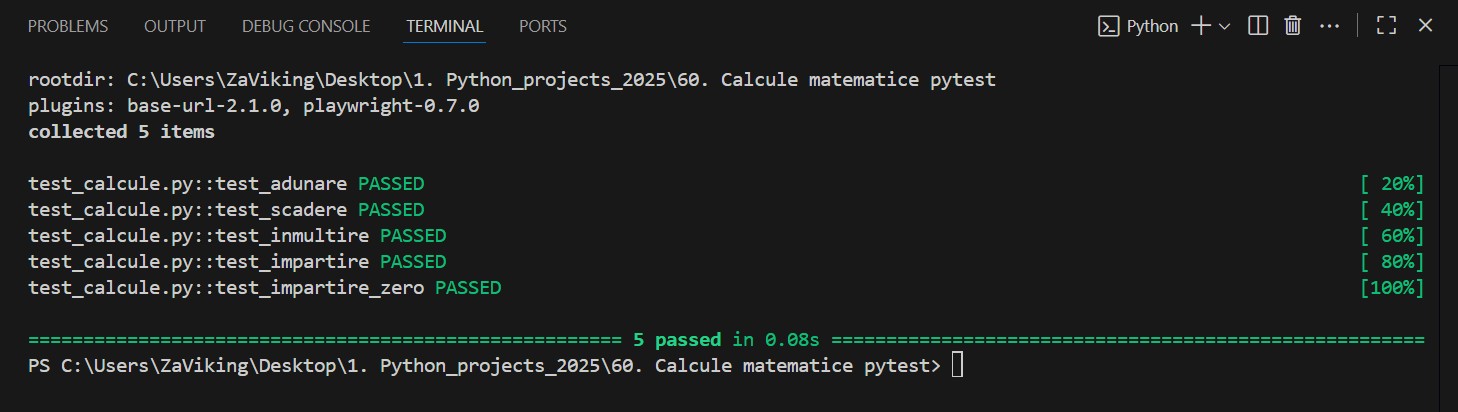 PROBLEMS OUTPUT DEBUG CONSOLE TERMINAL PORTS Python
rootdir: C:\Users\ZaViking\Desktop\1. Python_projects_2025\60. Calcule matematice pytest
plugins: base-url-2.1.0, playwright-0.7.0
collected 5 items
test_calcule.py::test_adunare PASSED [ 20%]
test_calcule.py::test_scadere PASSED [ 40%]
test_calcule.py::test_inmultire PASSED [ 60%]
test_calcule.py::test_impartire PASSED [ 80%]
test_calcule.py::test_impartire_zero PASSED [100%]
====================================================== 5 passed in 0.08s ======================================================
PS C:\Users\ZaViking\Desktop\1. Python_projects_2025\60. Calcule matematice pytest>